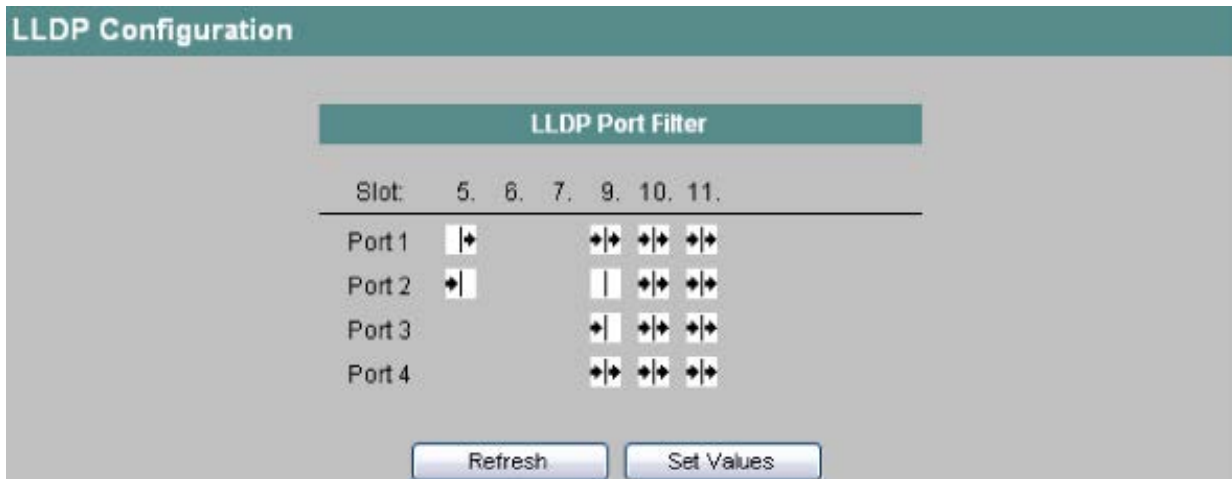 LLDP Configuration
LLDP Port Filter
Slot: 5. 6. 7. 9. 10. 11.
Port 1
Port 2
Port 3
Port 4
Refresh Set Values